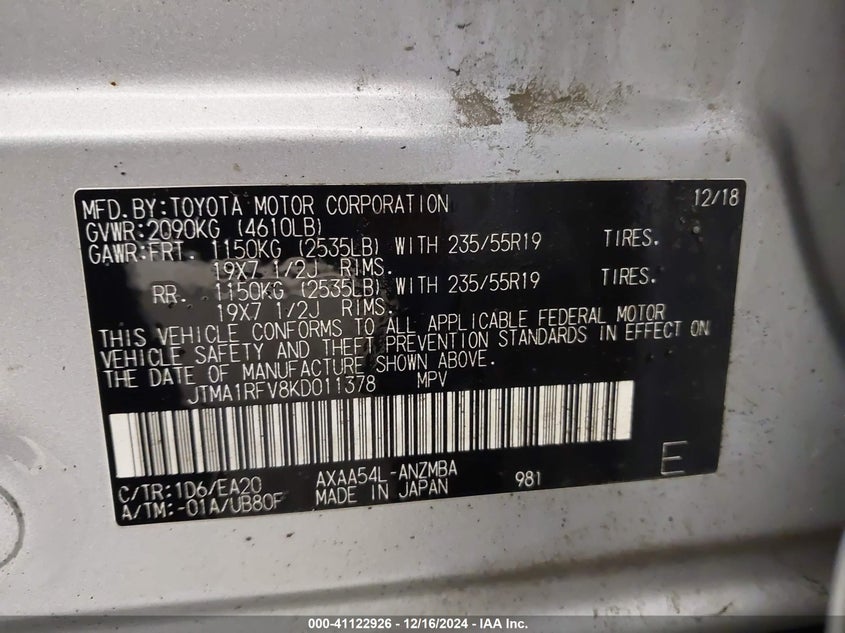 MFD.BY:TOYOTA MOTOR CORPORATION 12/18
GVWR:2090KG (4610LB)
GAWR:FRT. 1150KG (2535LB) WITH 235/55R19 TIRES.
19X7 1/2J RIMS.
RR. 1150KG (2535LB) WITH 235/55R19 TIRES.
19X7 1/2J RIMS.
THIS VEHICLE CONFORMS TO ALL APPLICABLE FEDERAL MOTOR
VEHICLE SAFETY AND THEFT PREVENTION STANDARDS IN EFFECT ON
THE DATE OF MANUFACTURE SHOWN ABOVE.
JTMA1RFV8KD011378 MPV
C/TR:1D6/EA20 AXAA54L-ANZMBA 981 E
A/TM:-01A/UB80F MADE IN JAPAN
000-41122926 - 12/16/2024 - IAA Inc.